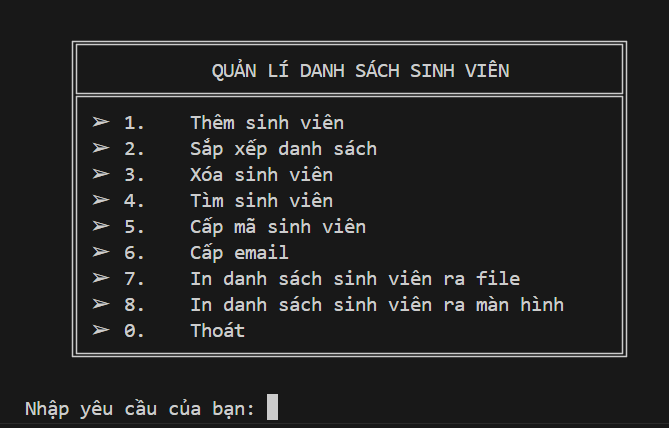 QUẢN LÍ DANH SÁCH SINH VIÊN
➢ 1. Thêm sinh viên
➢ 2. Sắp xếp danh sách
➢ 3. Xóa sinh viên
➢ 4. Tìm sinh viên
➢ 5. Cấp mã sinh viên
➢ 6. Cấp email
➢ 7. In danh sách sinh viên ra file
➢ 8. In danh sách sinh viên ra màn hình
➢ 0. Thoát
Nhập yêu cầu của bạn: